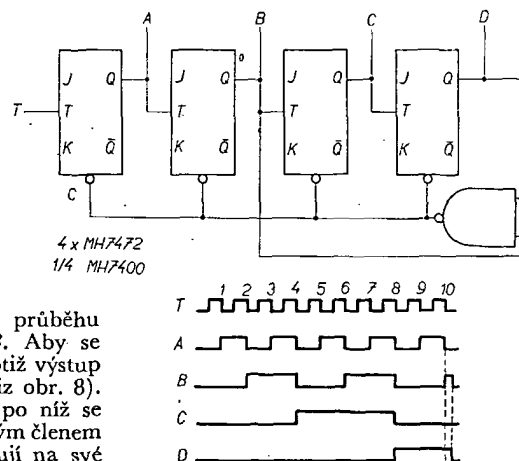 A B C D
J Q J Q J Q J Q
T T T. T T
K Q̄ K Q̄ K Q̄ K Q̄
C
4 x MH7472
1/4 MH7400
1 2 3 4 5 6 7 8 9 10
T
A
B
C
D
průběhu
Aby se
otiž výstup
iz obr. 8).
po níž se
ým členem
ují na své